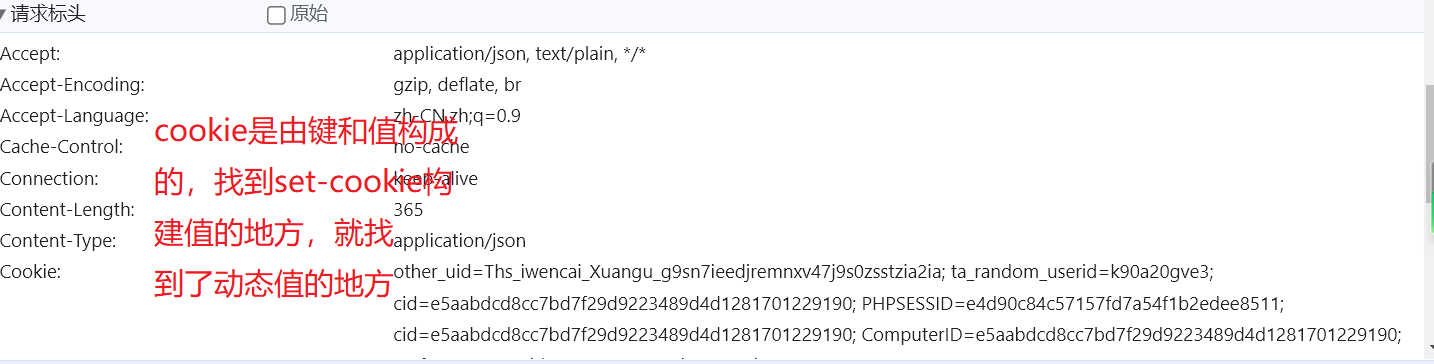 请求标头 原始
Accept: application/json, text/plain, */*
Accept-Encoding: gzip, deflate, br
Accept-Language: zh-CN,zh;q=0.9
Cache-Control: no-cache
Connection: keep-alive
Content-Length: 365
Content-Type: application/json
Cookie: other_uid=Ths_iwencai_Xuangu_g9sn7ieedjremnxv47j9s0zsstzia2ia; ta_random_userid=k90a20gve3;
cid=e5aabdcd8cc7bd7f29d9223489d4d1281701229190; PHPSESSID=e4d90c84c57157fd7a54f1b2edee8511;
cid=e5aabdcd8cc7bd7f29d9223489d4d1281701229190; ComputerID=e5aabdcd8cc7bd7f29d9223489d4d1281701229190;
cookie是由键和值构成
的，找到set-cookie构
建值的地方，就找
到了动态值的地方